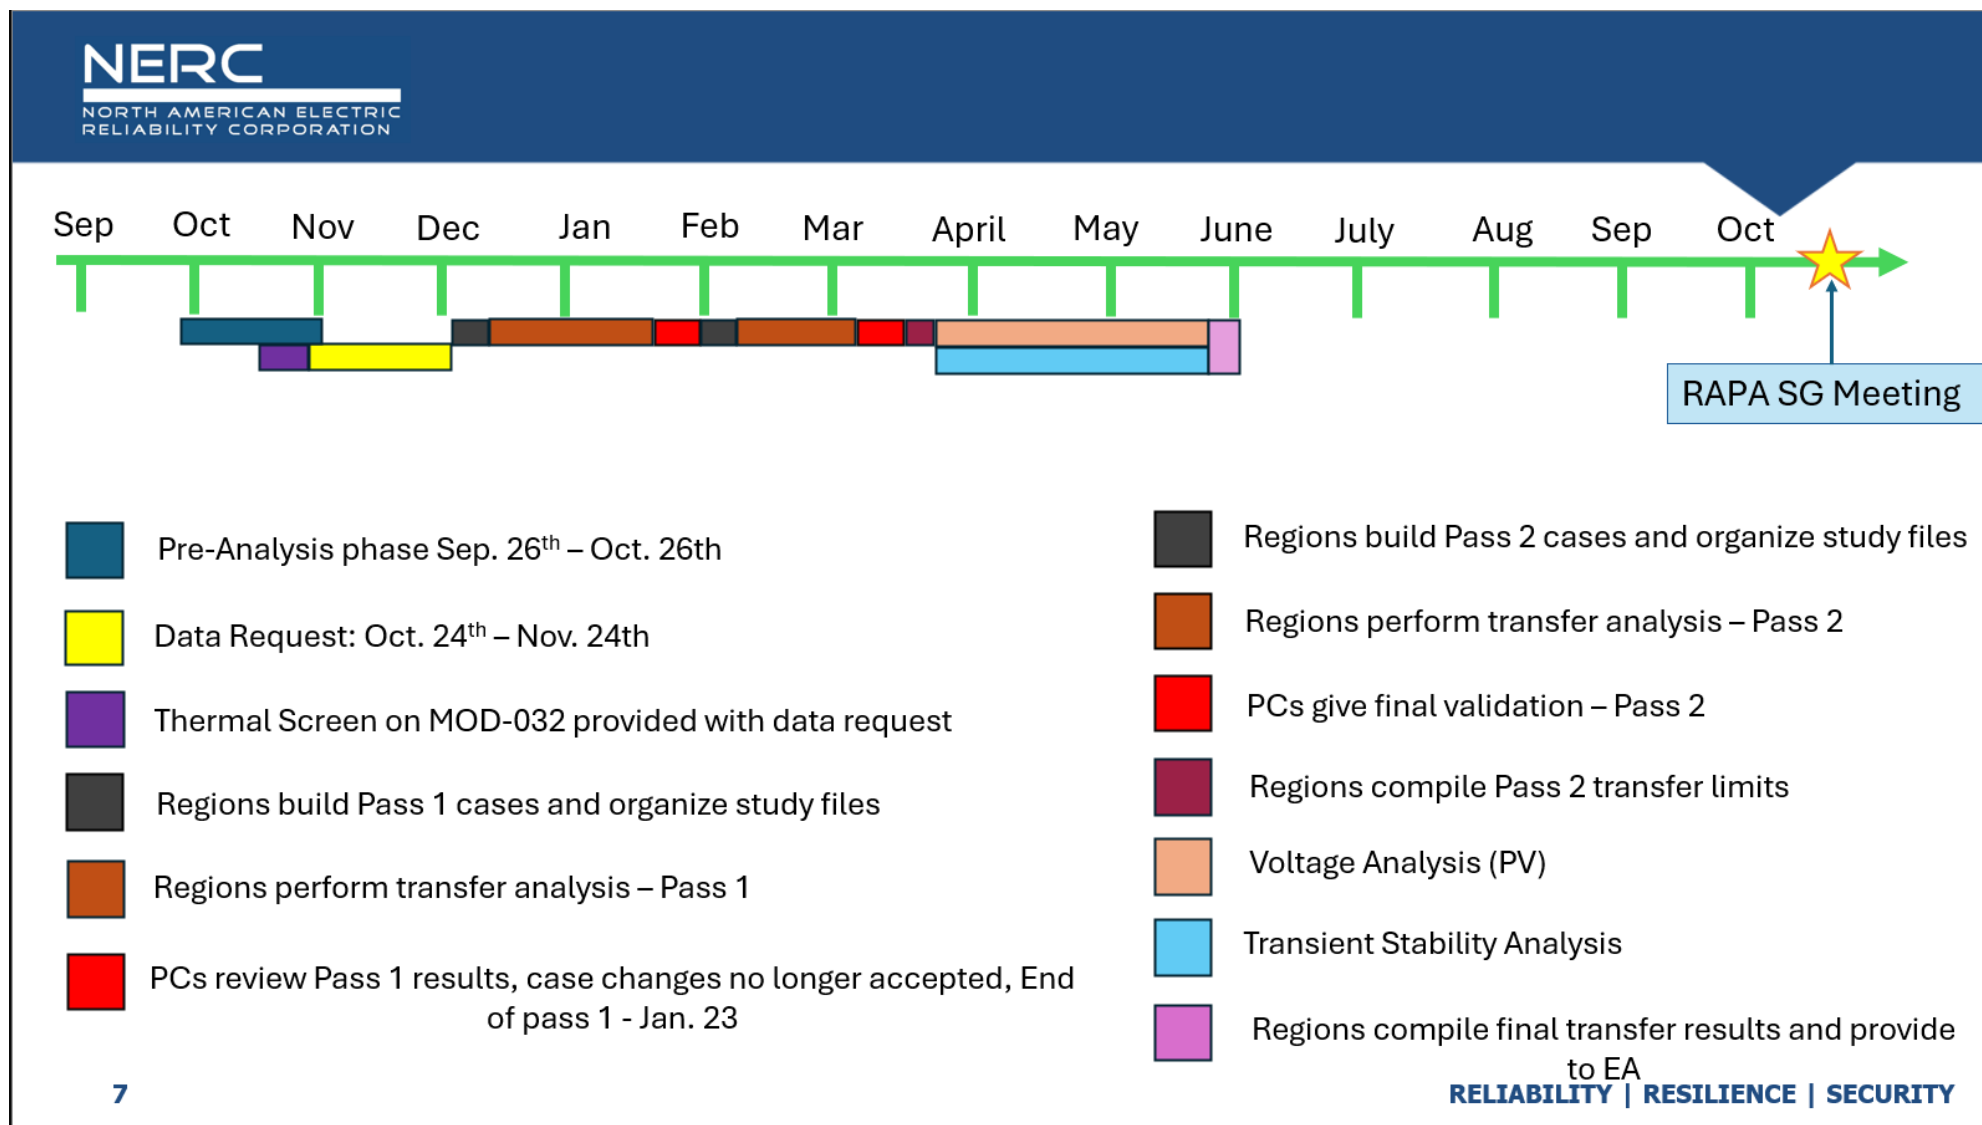 NERC
NORTH AMERICAN ELECTRIC
RELIABILITY CORPORATION
Sep Oct Nov Dec Jan Feb Mar April May June July Aug Sep Oct
RAPA SG Meeting
Pre-Analysis phase Sep. 26th – Oct. 26th
Data Request: Oct. 24th – Nov. 24th
Thermal Screen on MOD-032 provided with data request
Regions build Pass 1 cases and organize study files
Regions perform transfer analysis – Pass 1
PCs review Pass 1 results, case changes no longer accepted, End
of pass 1 - Jan. 23
Regions build Pass 2 cases and organize study files
Regions perform transfer analysis – Pass 2
PCs give final validation – Pass 2
Regions compile Pass 2 transfer limits
Voltage Analysis (PV)
Transient Stability Analysis
Regions compile final transfer results and provide
to EA
7
RELIABILITY | RESILIENCE | SECURITY